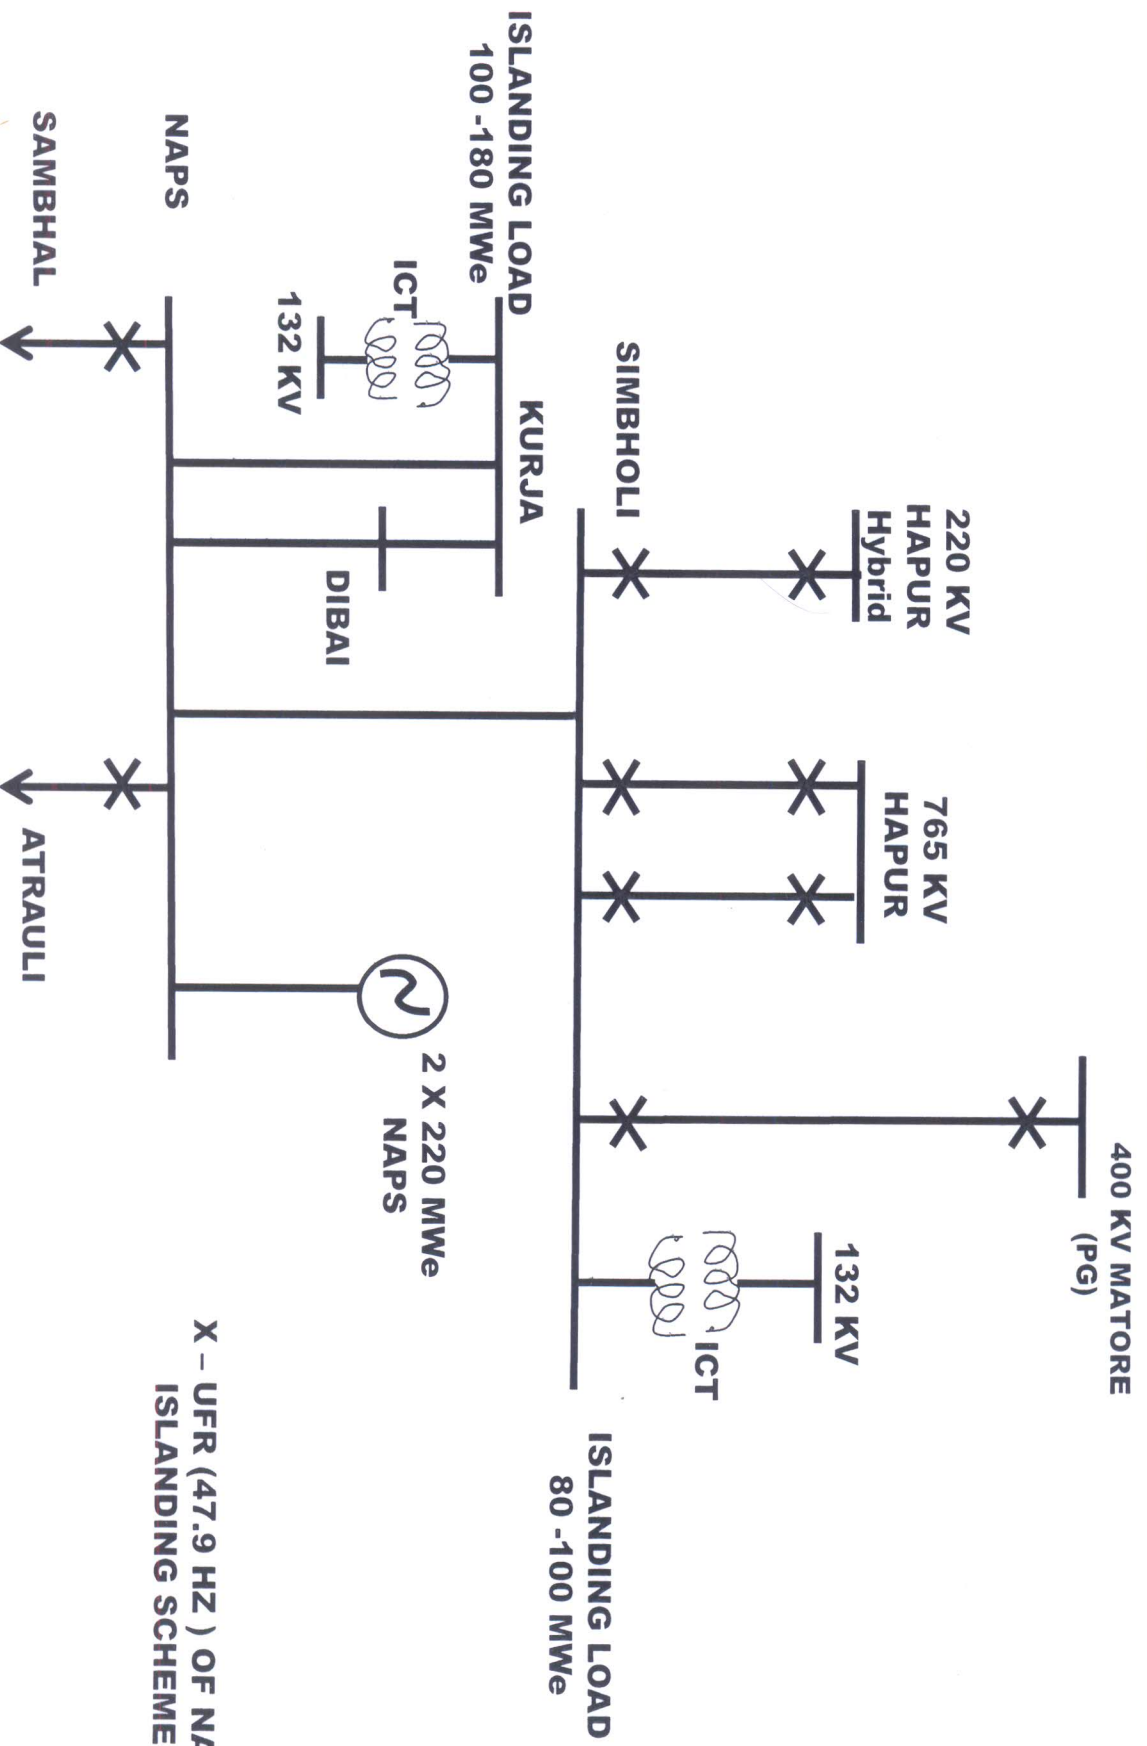 400 KV MATORE
(PG)
220 KV
HAPUR
Hybrid
765 KV
HAPUR
132 KV
ICT
SIMBHOLI
ISLANDING LOAD
80 -100 MWe
ISLANDING LOAD
100 -180 MWe
KURJA
ICT
132 KV
DIBAI
2 X 220 MWe
NAPS
NAPS
SAMBHAL
ATRAULI
X – UFR (47.9 HZ ) OF NA
ISLANDING SCHEME